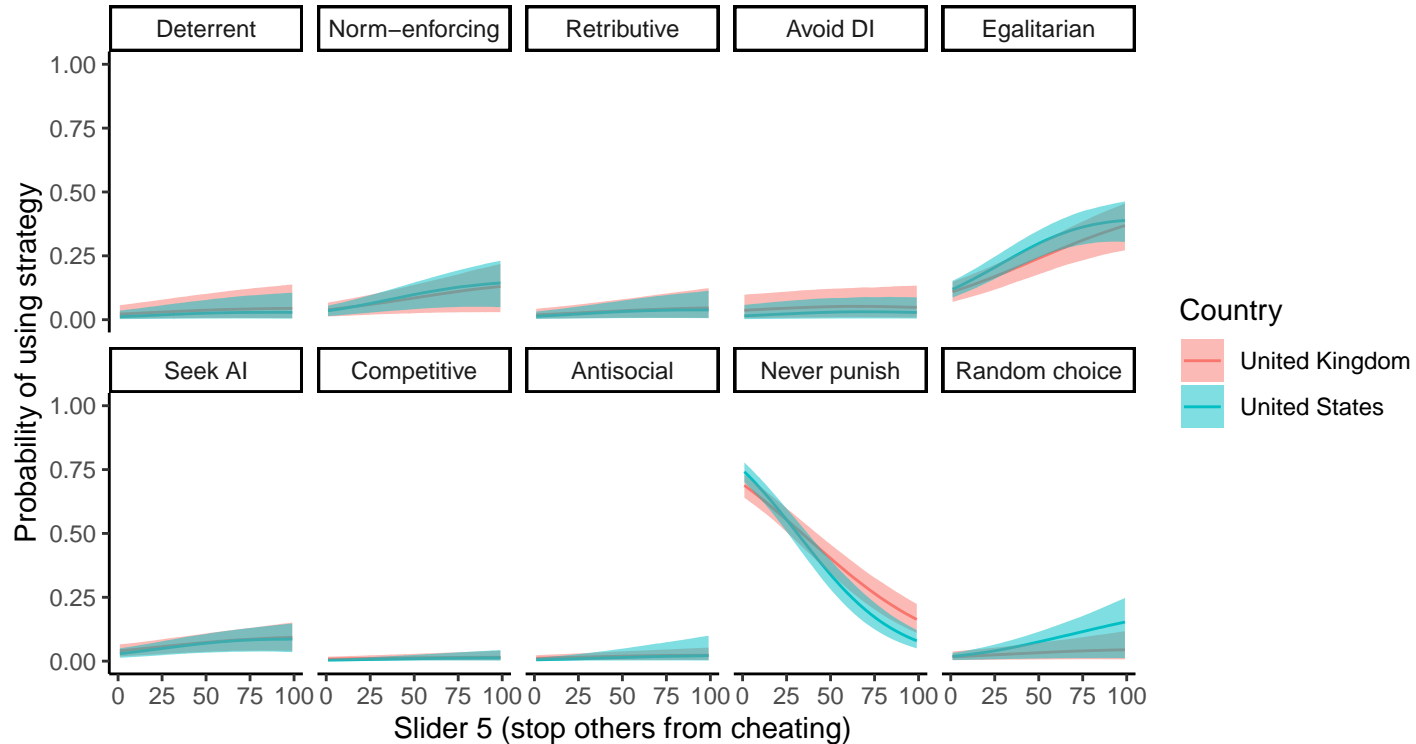 Deterrent Norm−enforcing Retributive Avoid DI Egalitarian
1.00
0.75
0.50
0.25
0.00
Seek AI Competitive Antisocial Never punish Random choice
1.00
0.75
0.50
0.25
0.00
0 25 50 75 100 0 25 50 75 100 0 25 50 75 100 0 25 50 75 100 0 25 50 75 100
Slider 5 (stop others from cheating)
Probability of using strategy
Country
United Kingdom
United States